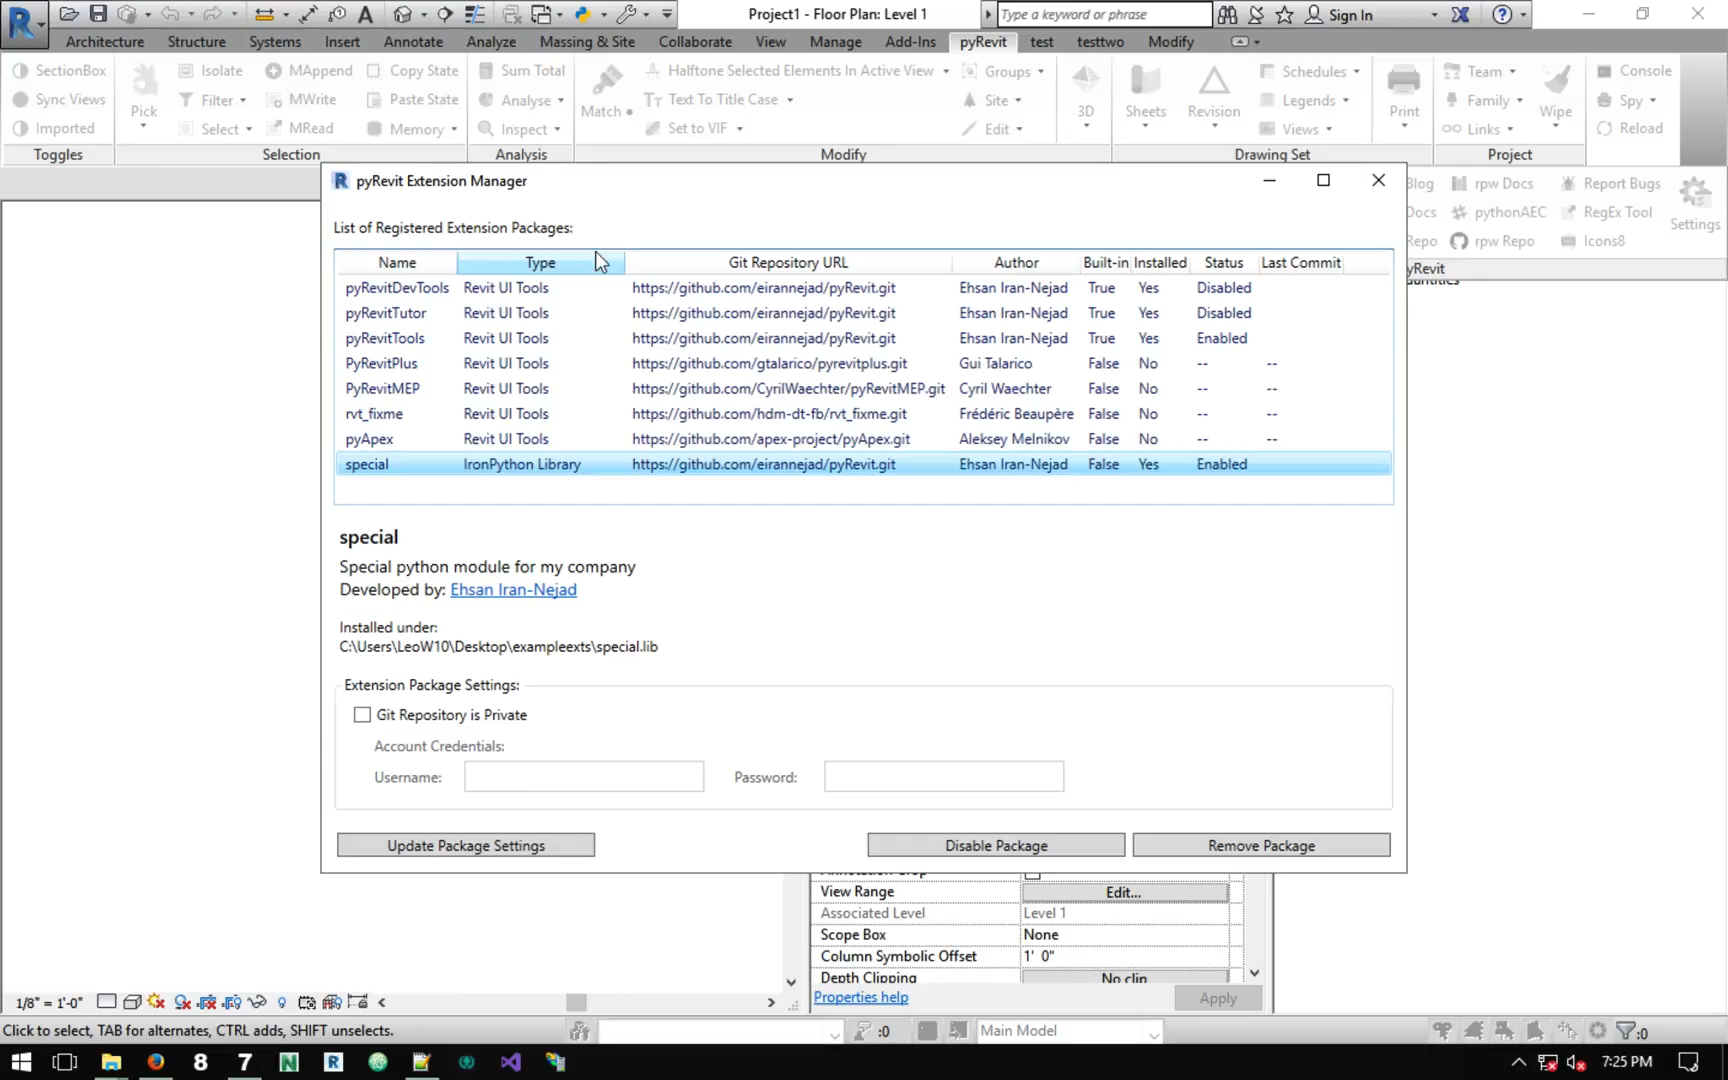 Project1 - Floor Plan: Level 1
Type a keyword or phrase
Sign In
Architecture Structure Systems Insert Annotate Analyze Massing & Site Collaborate View Manage Add-Ins pyRevit test testtwo Modify
SectionBox
Sync Views
Imported
Toggles
Pick
Isolate
Filter
Select
MAppend
MWrite
MRead
Copy State
Paste State
Memory
Selection
Sum Total
Analyse
Inspect
Analysis
Match
Halftone Selected Elements In Active View
Text To Title Case
Set to VIF
Groups
Site
Edit
Modify
3D
Sheets
Revision
Schedules
Legends
Views
Drawing Set
Print
Team
Family
Links
Wipe
Project
Console
Spy
Reload
Blog rpw Docs Report Bugs
Docs pythonAEC RegEx Tool
Repo rpw Repo Icons8
Settings
yRevit
pyRevit Extension Manager
List of Registered Extension Packages:
Name Type Git Repository URL Author Built-in Installed Status Last Commit
pyRevitDevTools Revit UI Tools https://github.com/eirannejad/pyRevit.git Ehsan Iran-Nejad True Yes Disabled
pyRevitTutor Revit UI Tools https://github.com/eirannejad/pyRevit.git Ehsan Iran-Nejad True Yes Disabled
pyRevitTools Revit UI Tools https://github.com/eirannejad/pyRevit.git Ehsan Iran-Nejad True Yes Enabled
PyRevitPlus Revit UI Tools https://github.com/gtalarico/pyrevitplus.git Gui Talarico False No -- --
PyRevitMEP Revit UI Tools https://github.com/CyrilWaechter/pyRevitMEP.git Cyril Waechter False No -- --
rvt_fixme Revit UI Tools https://github.com/hdm-dt-fb/rvt_fixme.git Frédéric Beaupère False No -- --
pyApex Revit UI Tools https://github.com/apex-project/pyApex.git Aleksey Melnikov False No -- --
special IronPython Library https://github.com/eirannejad/pyRevit.git Ehsan Iran-Nejad False Yes Enabled
special
Special python module for my company
Developed by: Ehsan Iran-Nejad
Installed under:
C:\Users\LeoW10\Desktop\exampleexts\special.lib
Extension Package Settings:
Git Repository is Private
Account Credentials:
Username: Password:
Update Package Settings Disable Package Remove Package
View Range Edit...
Associated Level Level 1
Scope Box None
Column Symbolic Offset 1' 0"
Depth Clipping No clip
Properties help Apply
1/8" = 1'-0"
Click to select, TAB for alternates, CTRL adds, SHIFT unselects.
:0
Main Model
:0
8 7 N R
7:25 PM